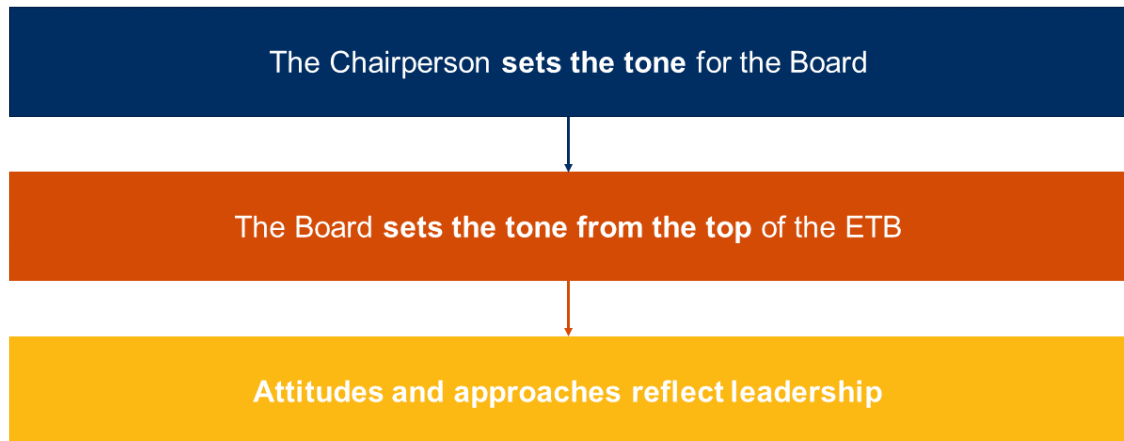 The Chairperson sets the tone for the Board
The Board sets the tone from the top of the ETB
Attitudes and approaches reflect leadership